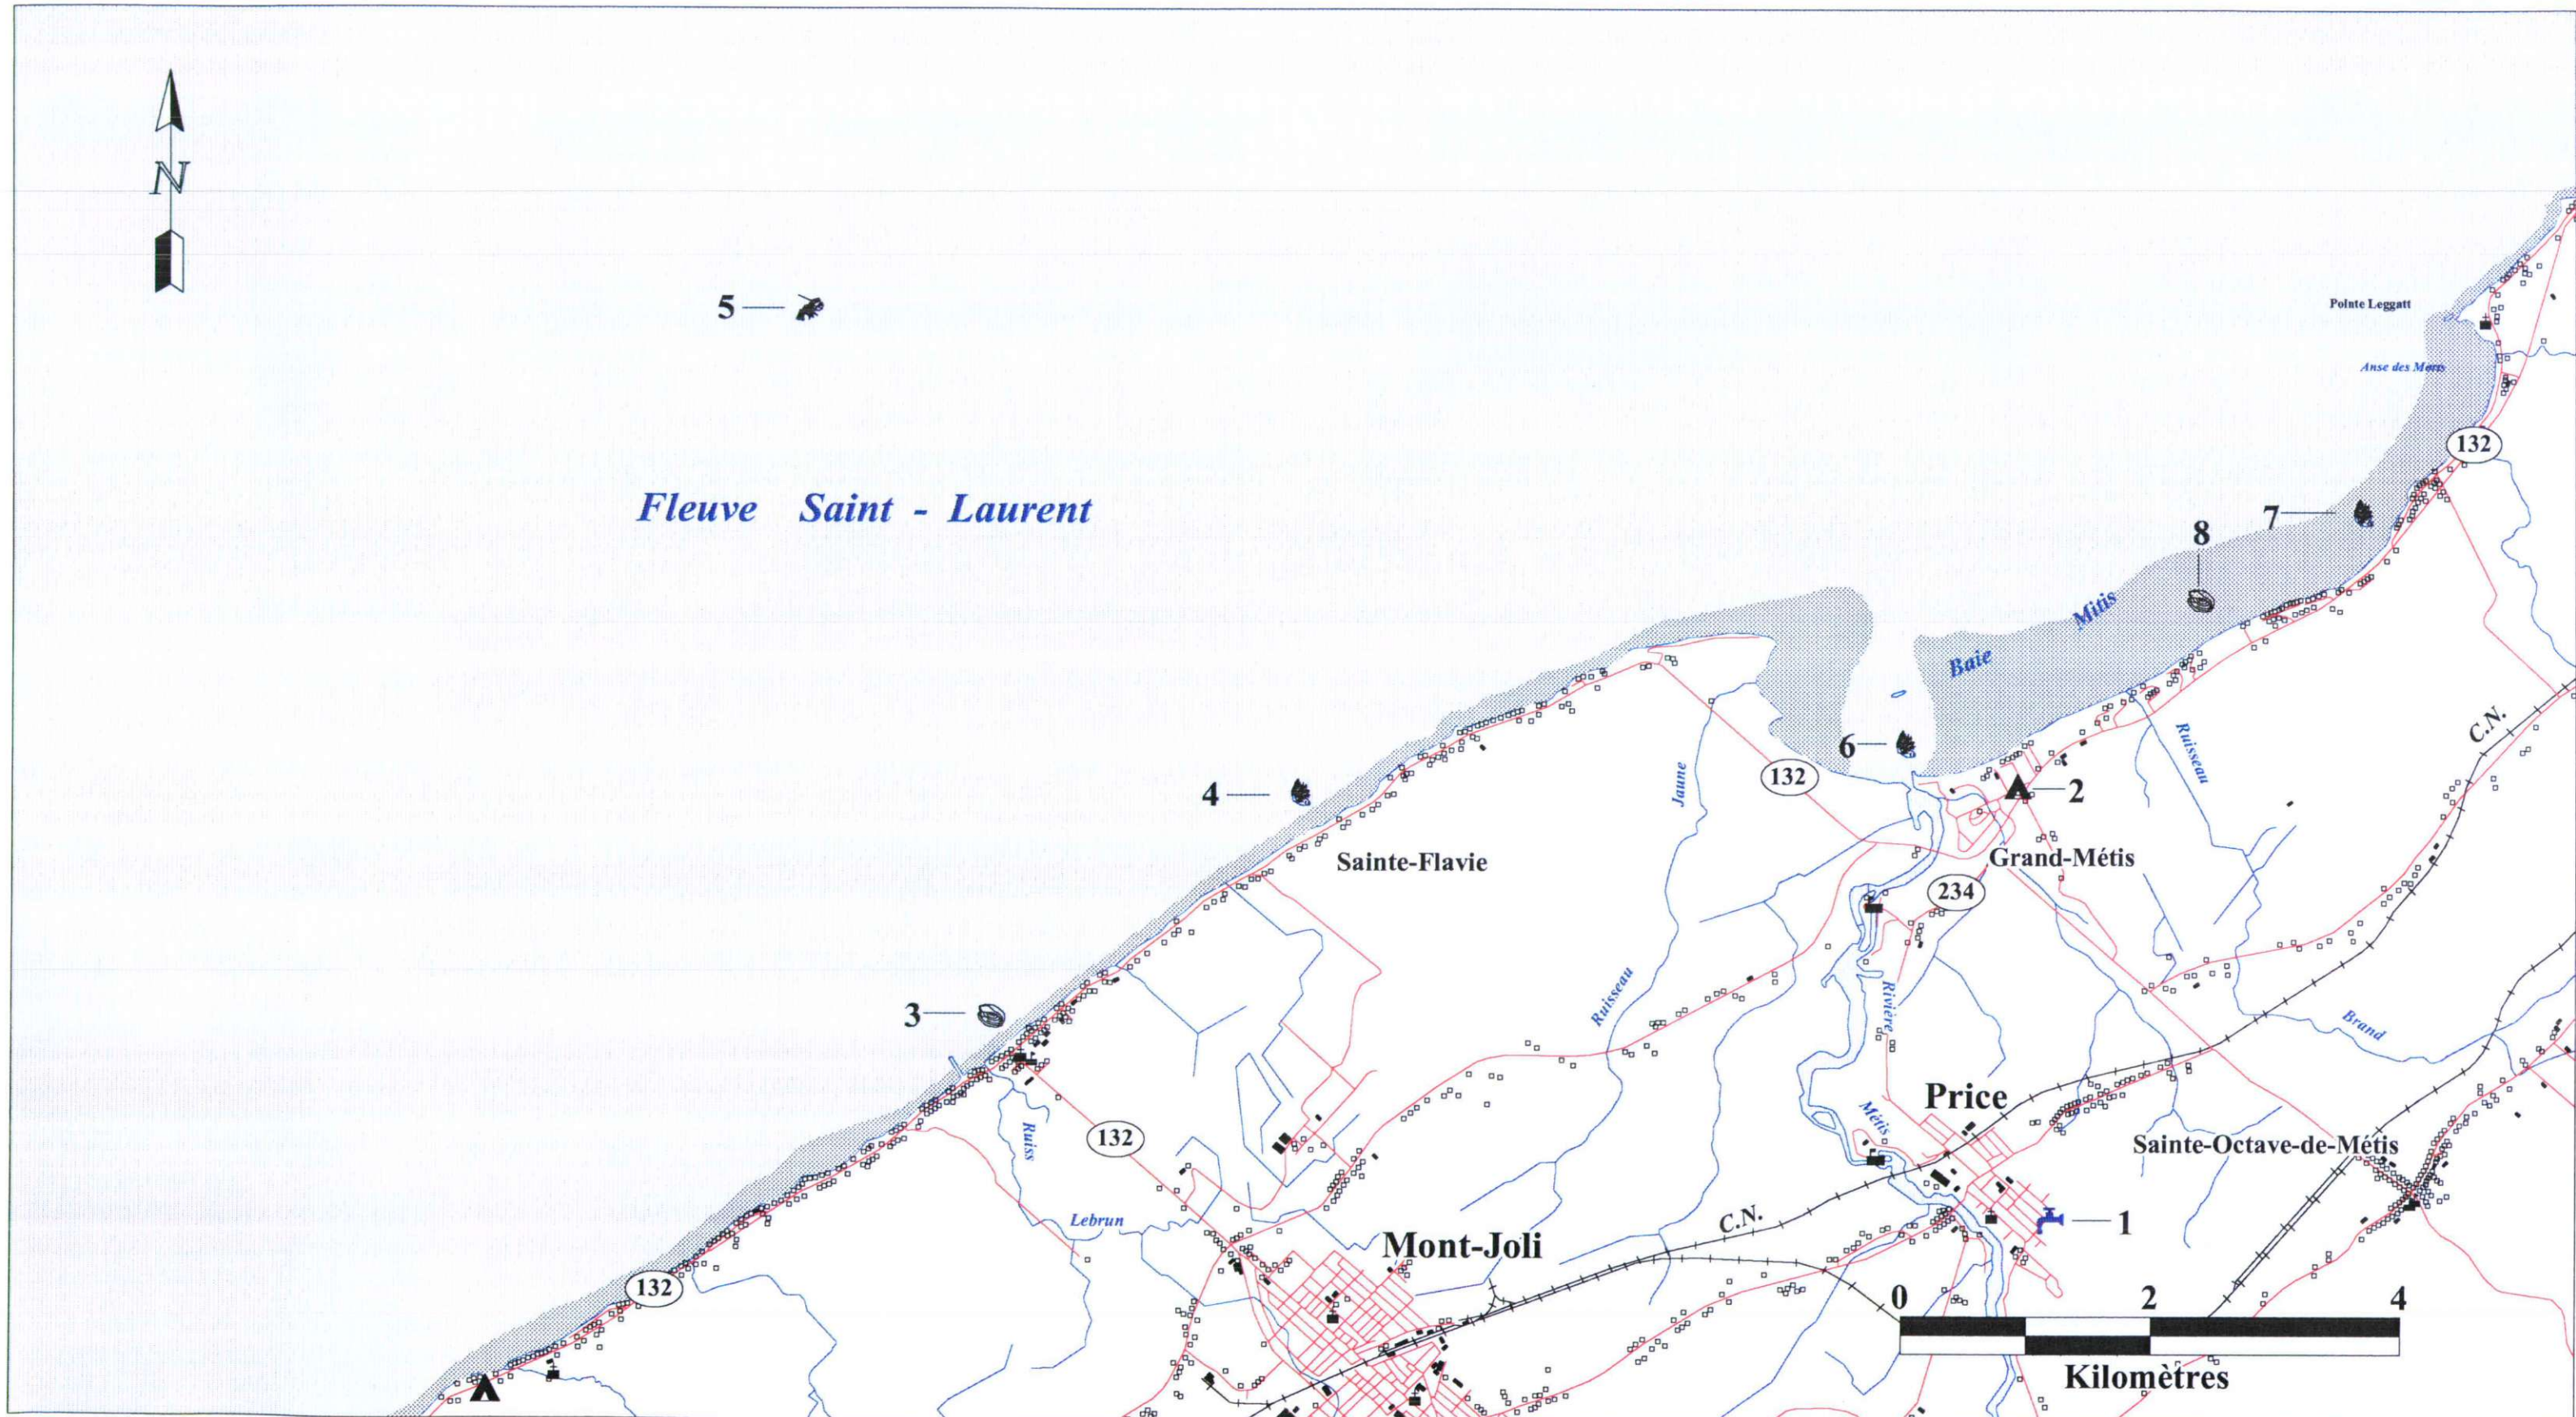 N
5
Pointe Leggatt
Anse des Morts
132
Fleuve Saint - Laurent
7
8
Baie Mitis
6
132
2
4
Jaune
Ruisseau
C.N.
Sainte-Flavie
Grand-Métis
234
3
Ruisseau
Rivière
Brand
Price
Métis
132
Ruiss
Sainte-Octave-de-Métis
Lebrun
C.N.
1
Mont-Joli
132
0 2 4
Kilomètres